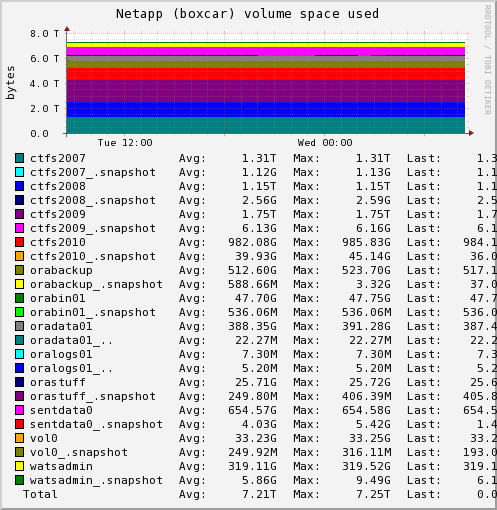 Netapp (boxcar) volume space used
RRDTOOL / TOBI OETIKER
bytes
8.0 T
6.0 T
4.0 T
2.0 T
0.0
Tue 12:00 Wed 00:00
ctfs2007 Avg: 1.31T Max: 1.31T Last: 1.3
ctfs2007_.snapshot Avg: 1.12G Max: 1.13G Last: 1.1
ctfs2008 Avg: 1.15T Max: 1.15T Last: 1.1
ctfs2008_.snapshot Avg: 2.56G Max: 2.59G Last: 2.5
ctfs2009 Avg: 1.75T Max: 1.75T Last: 1.7
ctfs2009_.snapshot Avg: 6.13G Max: 6.16G Last: 6.1
ctfs2010 Avg: 982.08G Max: 985.83G Last: 984.1
ctfs2010_.snapshot Avg: 39.93G Max: 45.14G Last: 36.0
orabackup Avg: 512.60G Max: 523.70G Last: 517.1
orabackup_.snapshot Avg: 588.66M Max: 3.32G Last: 37.0
orabin01 Avg: 47.70G Max: 47.75G Last: 47.7
orabin01_.snapshot Avg: 536.06M Max: 536.06M Last: 536.0
oradata01 Avg: 388.35G Max: 391.28G Last: 387.4
oradata01_.. Avg: 22.27M Max: 22.27M Last: 22.2
oralogs01 Avg: 7.30M Max: 7.30M Last: 7.3
oralogs01_.. Avg: 5.20M Max: 5.20M Last: 5.2
orastuff Avg: 25.71G Max: 25.72G Last: 25.6
orastuff_.snapshot Avg: 249.80M Max: 406.39M Last: 405.8
sentdata0 Avg: 654.57G Max: 654.58G Last: 654.5
sentdata0_.snapshot Avg: 4.03G Max: 5.42G Last: 1.4
vol0 Avg: 33.23G Max: 33.25G Last: 33.2
vol0_.snapshot Avg: 249.92M Max: 316.11M Last: 193.0
watsadmin Avg: 319.11G Max: 319.52G Last: 319.1
watsadmin_.snapshot Avg: 5.86G Max: 9.49G Last: 6.1
Total Avg: 7.21T Max: 7.25T Last: 0.0